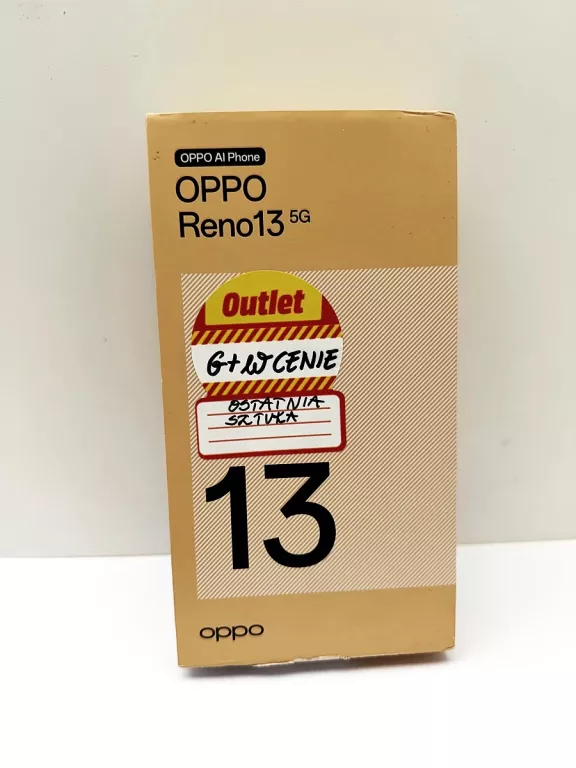 OPPO AI Phone
OPPO
Reno13 5G
Outlet
G+ W CENIE
OSTATNIA
SZTUKA
13
oppo